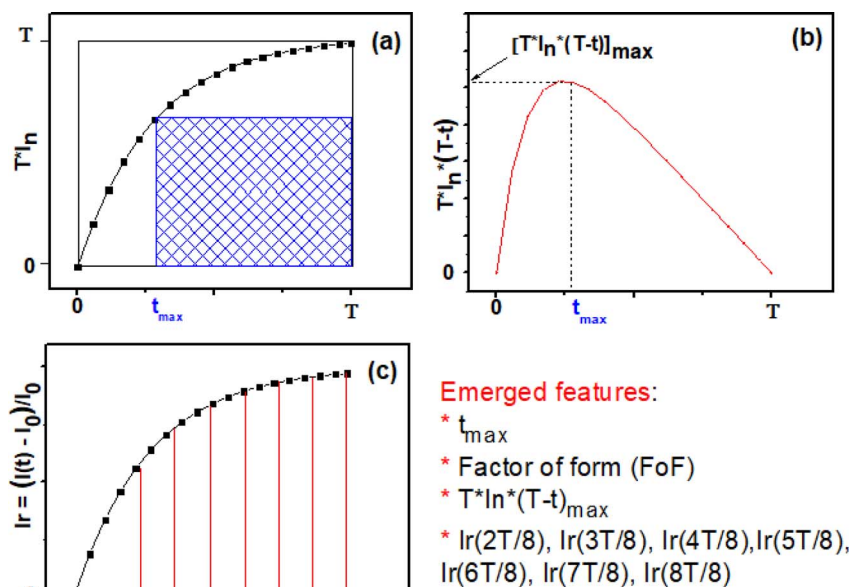 T
(a)
T*In
0
0
tmax
T
(b)
[T*In*(T-t)]max
T*In*(T-t)
0
0
tmax
T
(c)
Ir = (I(t) - I0)/I0
Emerged features:
* tmax
* Factor of form (FoF)
* T*In*(T-t)max
* Ir(2T/8), Ir(3T/8), Ir(4T/8),Ir(5T/8),
Ir(6T/8), Ir(7T/8), Ir(8T/8)